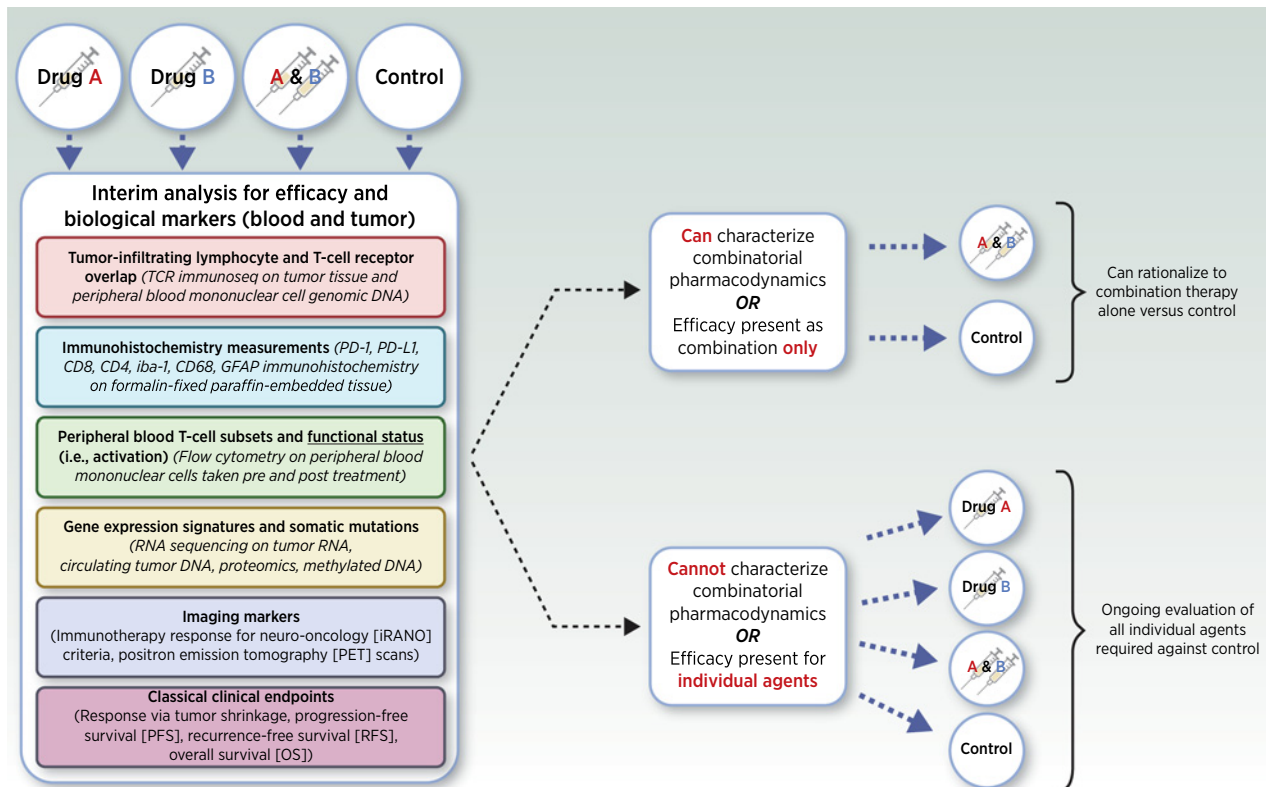 Drug A
Drug B
A & B
Control
Interim analysis for efficacy and
biological markers (blood and tumor)
Tumor-infiltrating lymphocyte and T-cell receptor
overlap (TCR immunoseq on tumor tissue and
peripheral blood mononuclear cell genomic DNA)
Immunohistochemistry measurements (PD-1, PD-L1,
CD8, CD4, iba-1, CD68, GFAP immunohistochemistry
on formalin-fixed paraffin-embedded tissue)
Peripheral blood T-cell subsets and functional status
(i.e., activation) (Flow cytometry on peripheral blood
mononuclear cells taken pre and post treatment)
Gene expression signatures and somatic mutations
(RNA sequencing on tumor RNA,
circulating tumor DNA, proteomics, methylated DNA)
Imaging markers
(Immunotherapy response for neuro-oncology [iRANO]
criteria, positron emission tomography [PET] scans)
Classical clinical endpoints
(Response via tumor shrinkage, progression-free
survival [PFS], recurrence-free survival [RFS],
overall survival [OS])
Can characterize
combinatorial
pharmacodynamics
OR
Efficacy present as
combination only
A & B
Control
Can rationalize to
combination therapy
alone versus control
Cannot characterize
combinatorial
pharmacodynamics
OR
Efficacy present for
individual agents
Drug A
Drug B
A & B
Control
Ongoing evaluation of
all individual agents
required against control